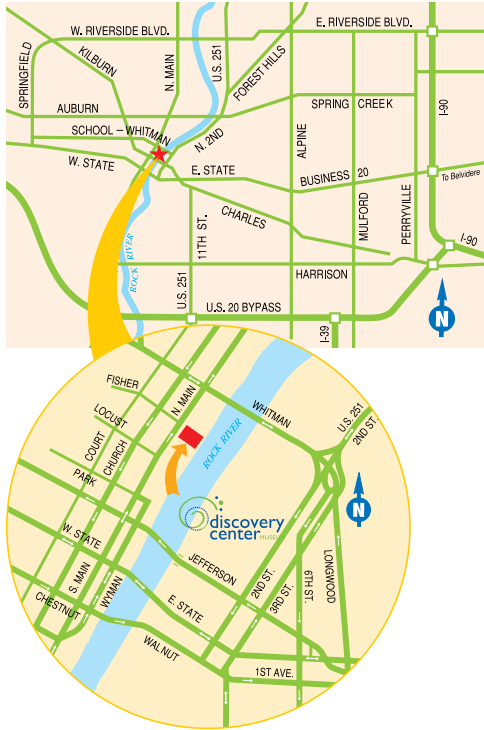 E. RIVERSIDE BLVD.
W. RIVERSIDE BLVD.
KILBURN
SPRINGFIELD
N. MAIN
U.S. 251
FOREST HILLS
I-90
AUBURN
SPRING CREEK
SCHOOL – WHITMAN
N. 2ND
ALPINE
W. STATE
E. STATE
BUSINESS 20
To Belvidere
MULFORD
PERRYVILLE
CHARLES
11TH ST.
I-90
ROCK RIVER
HARRISON
U.S. 251
U.S. 20 BYPASS
I-39
N
FISHER
N. MAIN
WHITMAN
LOCUST
COURT
CHURCH
ROCK RIVER
U.S. 251
2ND ST.
PARK
N
discovery
center MUSEUM
W. STATE
JEFFERSON
LONGWOOD
S. MAIN
WYMAN
2ND ST.
3RD ST.
6TH ST.
CHESTNUT
E. STATE
WALNUT
1ST AVE.